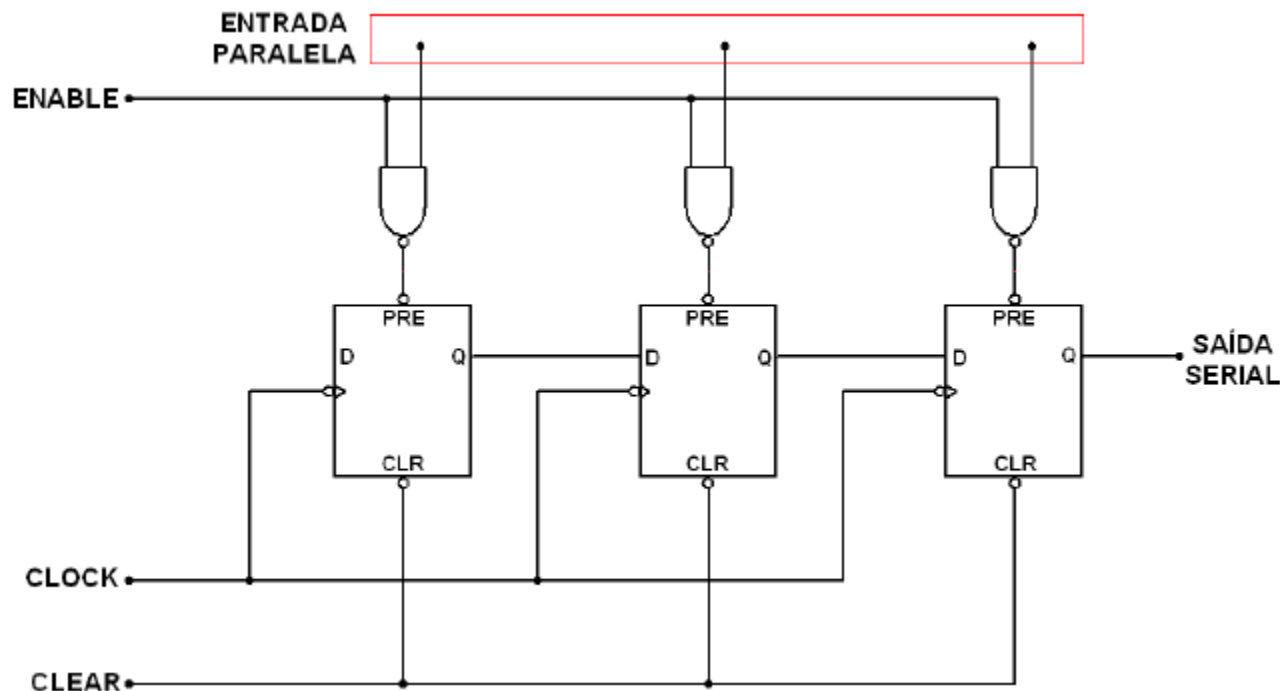 ENTRADA
PARALELA
ENABLE
PRE
PRE
PRE
D
Q
D
Q
D
Q
SAÍDA
SERIAL
CLR
CLR
CLR
CLOCK
CLEAR